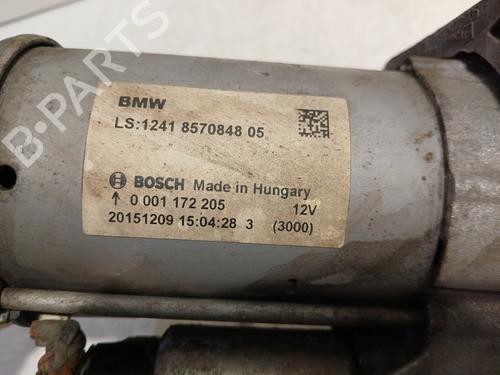 B-PARTS
BMW
LS:1241 8570848 05
BOSCH Made in Hungary
↑ 0 001 172 205 12V
20151209 15:04:28 3 (3000)